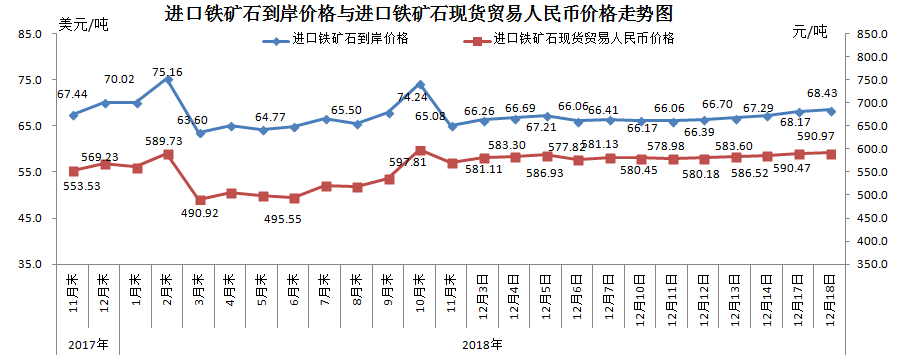 进口铁矿石到岸价格与进口铁矿石现货贸易人民币价格走势图
美元/吨
元/吨
进口铁矿石到岸价格
进口铁矿石现货贸易人民币价格
85.0
75.0
65.0
55.0
45.0
35.0
850.0
800.0
750.0
700.0
650.0
600.0
550.0
500.0
450.0
400.0
350.0
67.44
70.02
75.16
63.60
64.77
65.50
74.24
65.08
66.26
66.69
67.21
66.06
66.41
66.17
66.06
66.39
66.70
67.29
68.17
68.43
553.53
569.23
589.73
490.92
495.55
597.81
581.11
583.30
586.93
577.82
581.13
580.45
578.98
580.18
583.60
586.52
590.47
590.97
11月末
12月末
1月末
2月末
3月末
4月末
5月末
6月末
7月末
8月末
9月末
10月末
11月末
12月3日
12月4日
12月5日
12月6日
12月7日
12月10日
12月11日
12月12日
12月13日
12月14日
12月17日
12月18日
2017年
2018年